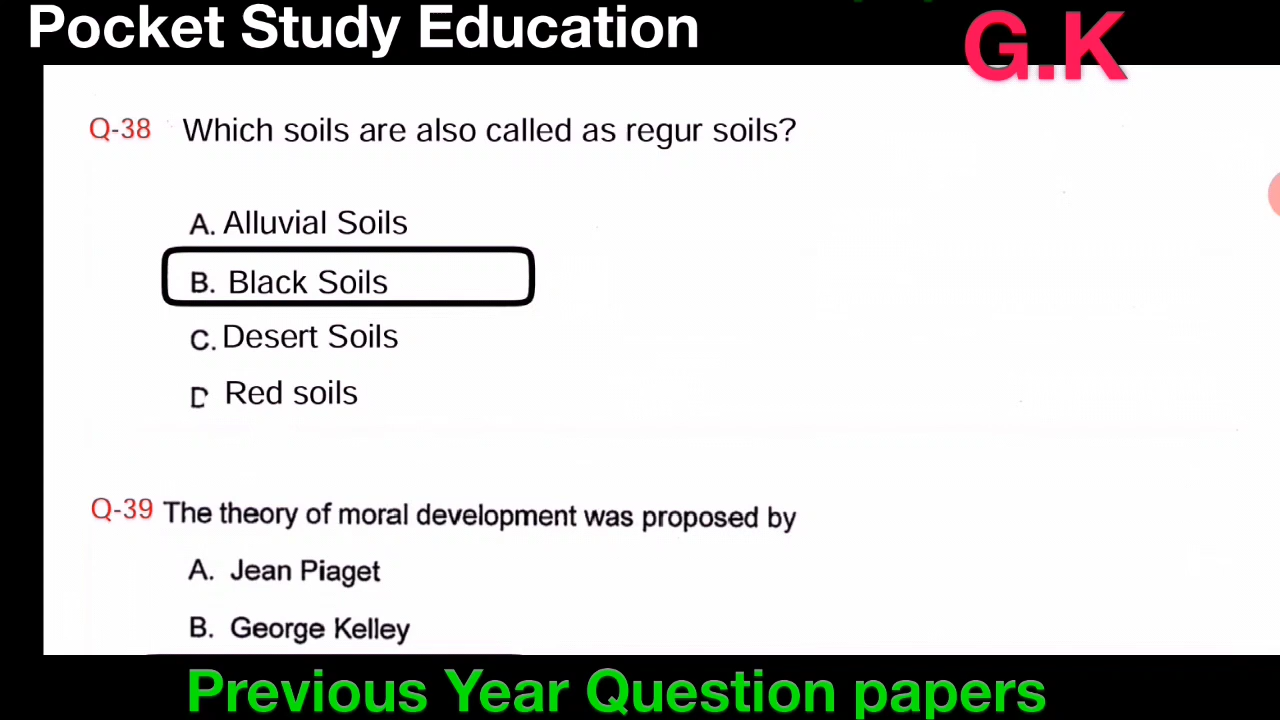 Pocket Study Education
G.K
Q-38 Which soils are also called as regur soils?
A. Alluvial Soils
B. Black Soils
C. Desert Soils
D Red soils
Q-39 The theory of moral development was proposed by
A. Jean Piaget
B. George Kelley
Previous Year Question papers